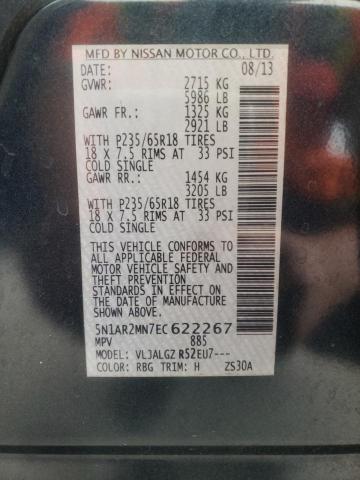 MFD BY NISSAN MOTOR CO., LTD.
DATE: 08/13
GVWR: 2715 KG
5986 LB
GAWR FR.: 1325 KG
2921 LB
WITH P235/65R18 TIRES
18 X 7.5 RIMS AT 33 PSI
COLD SINGLE
GAWR RR.: 1454 KG
3205 LB
WITH P235/65R18 TIRES
18 X 7.5 RIMS AT 33 PSI
COLD SINGLE
THIS VEHICLE CONFORMS TO
ALL APPLICABLE FEDERAL
MOTOR VEHICLE SAFETY
AND THEFT PREVENTION
STANDARDS IN EFFECT ON
THE DATE OF MANUFACTURE
SHOWN ABOVE.
5N1AR2MN7EC622267
MPV 885
MODEL: VLJALGZ R52EU7---
COLOR: RBG TRIM: H ZS30A